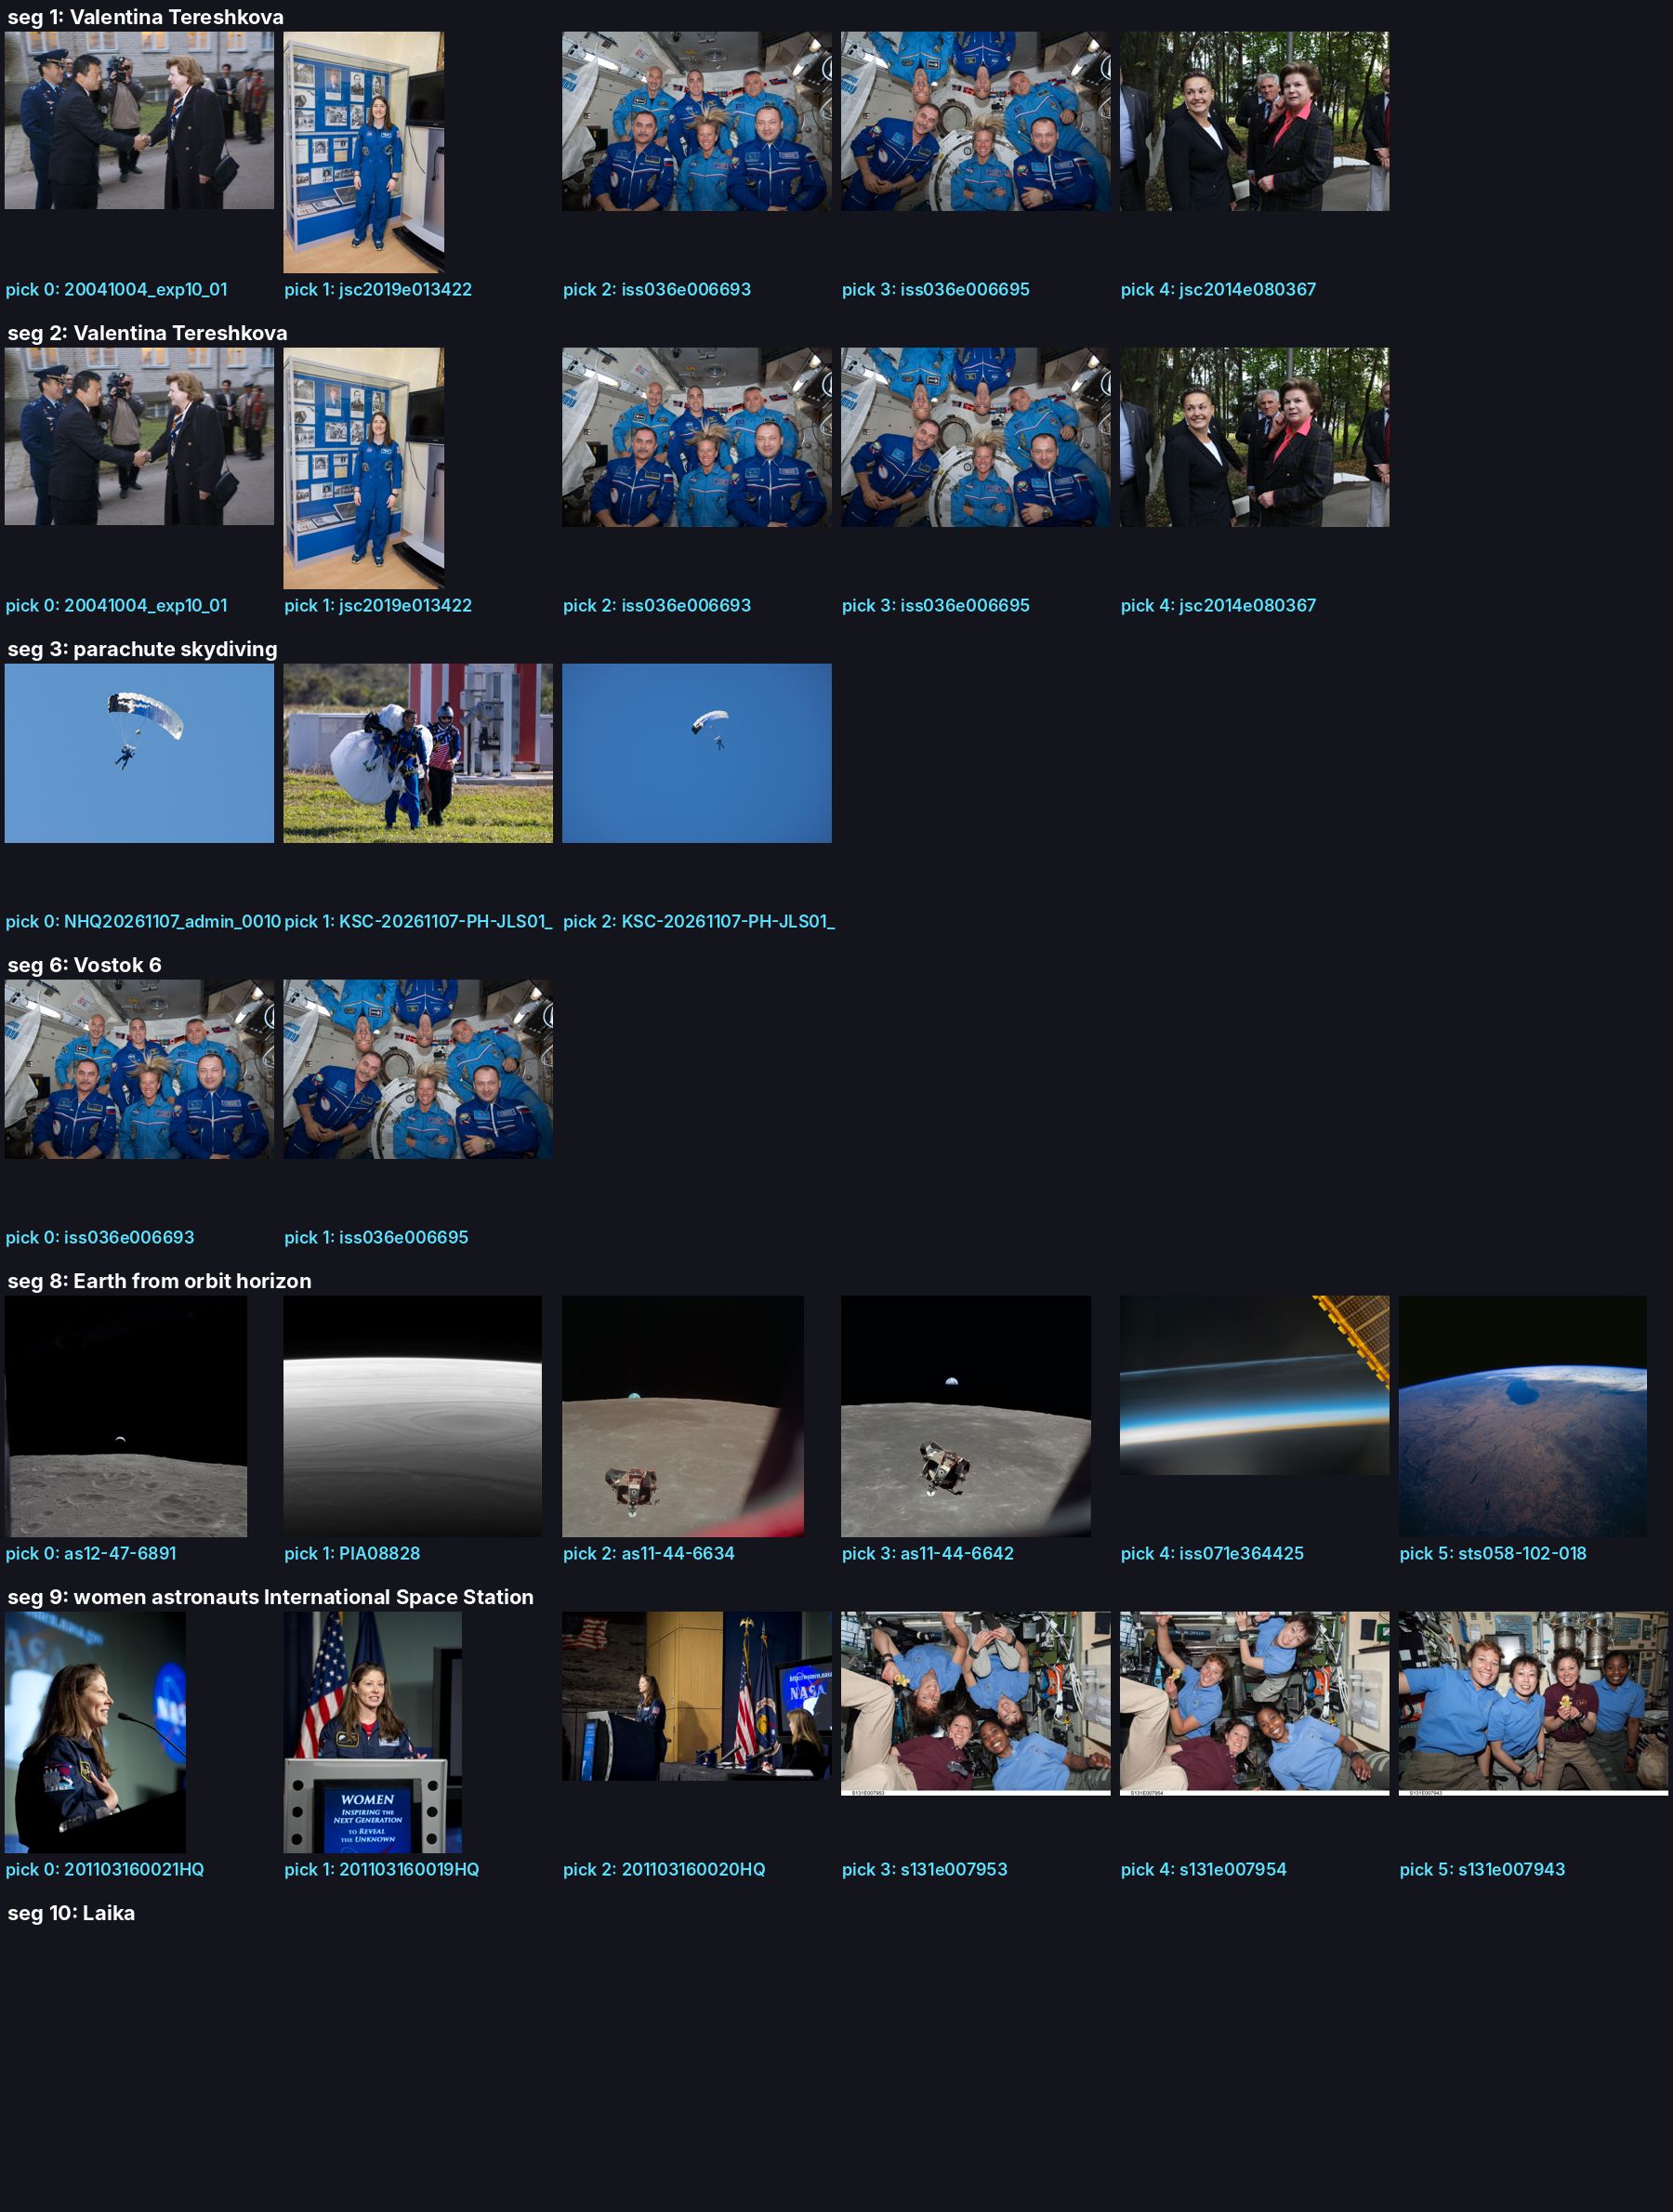 seg 1: Valentina Tereshkova
pick 0: 20041004_exp10_01
pick 1: jsc2019e013422
pick 2: iss036e006693
pick 3: iss036e006695
pick 4: jsc2014e080367
seg 2: Valentina Tereshkova
pick 0: 20041004_exp10_01
pick 1: jsc2019e013422
pick 2: iss036e006693
pick 3: iss036e006695
pick 4: jsc2014e080367
seg 3: parachute skydiving
pick 0: NHQ20261107_admin_0010
pick 1: KSC-20261107-PH-JLS01_
pick 2: KSC-20261107-PH-JLS01_
seg 6: Vostok 6
pick 0: iss036e006693
pick 1: iss036e006695
seg 8: Earth from orbit horizon
pick 0: as12-47-6891
pick 1: PIA08828
pick 2: as11-44-6634
pick 3: as11-44-6642
pick 4: iss071e364425
pick 5: sts058-102-018
seg 9: women astronauts International Space Station
WOMEN
INSPIRING THE
NEXT GENERATION
TO REVEAL
THE UNKNOWN
NASA
S131E007953
S131E007954
S131E007943
pick 0: 201103160021HQ
pick 1: 201103160019HQ
pick 2: 201103160020HQ
pick 3: s131e007953
pick 4: s131e007954
pick 5: s131e007943
seg 10: Laika